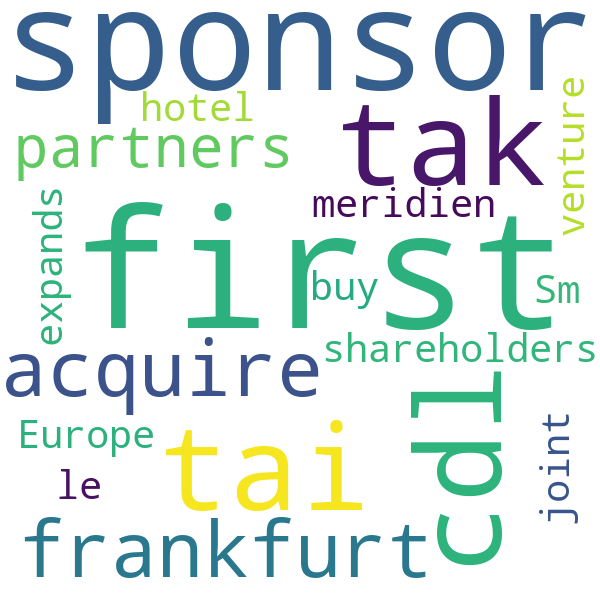 sponsor
hotel
partners
tak
venture
meridien
expands
first
buy
Sm
shareholders
acquire
cdl
Europe
tai
joint
le
frankfurt